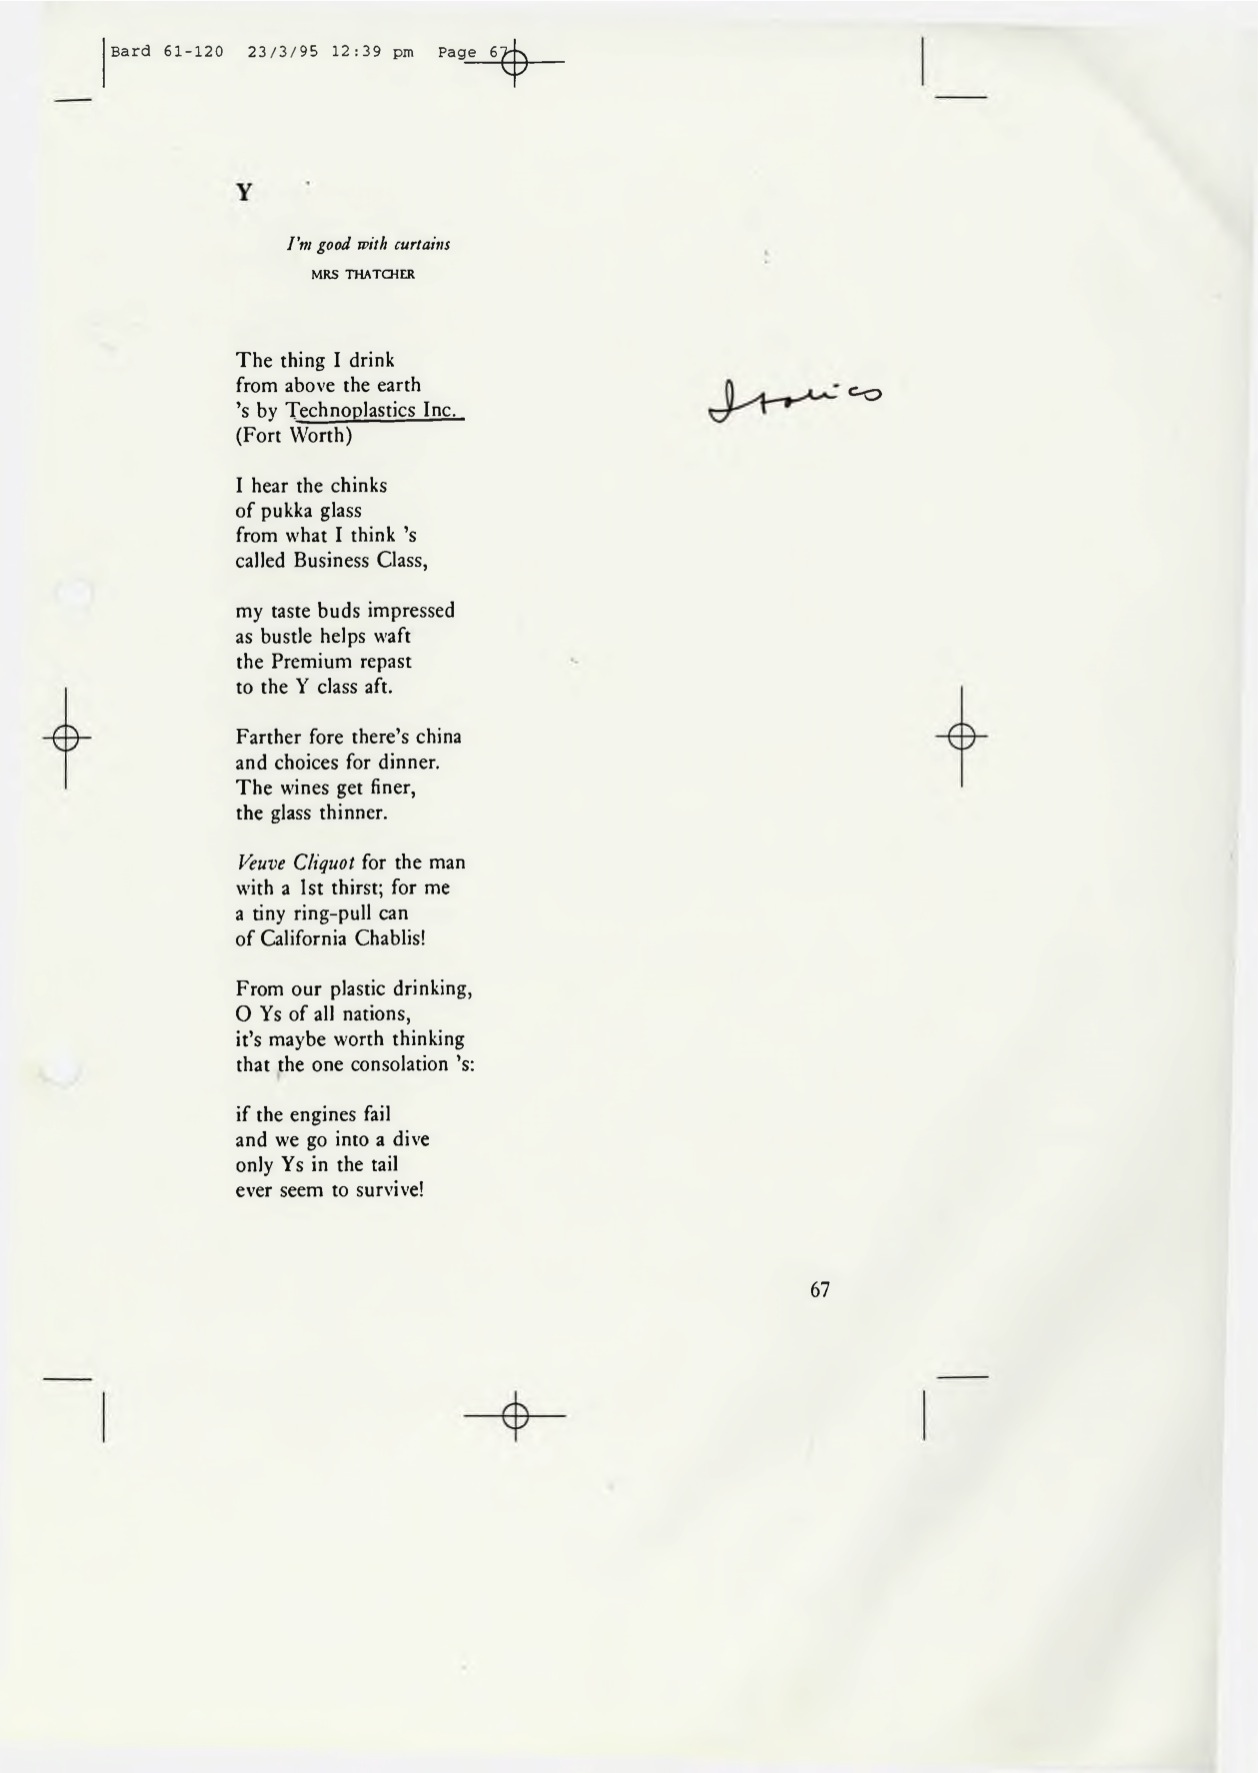 Bard 61-120 23/3/95 12:39 pm Page 67
Y
I'm good with curtains
MRS THATCHER
The thing I drink
from above the earth
's by Technoplastics Inc.
Italics
(Fort Worth)
I hear the chinks
of pukka glass
from what I think 's
called Business Class,
my taste buds impressed
as bustle helps waft
the Premium repast
to the Y class aft.
Farther fore there's china
and choices for dinner.
The wines get finer,
the glass thinner.
Veuve Cliquot for the man
with a 1st thirst; for me
a tiny ring-pull can
of California Chablis!
From our plastic drinking,
O Ys of all nations,
it's maybe worth thinking
that the one consolation 's:
if the engines fail
and we go into a dive
only Ys in the tail
ever seem to survive!
67